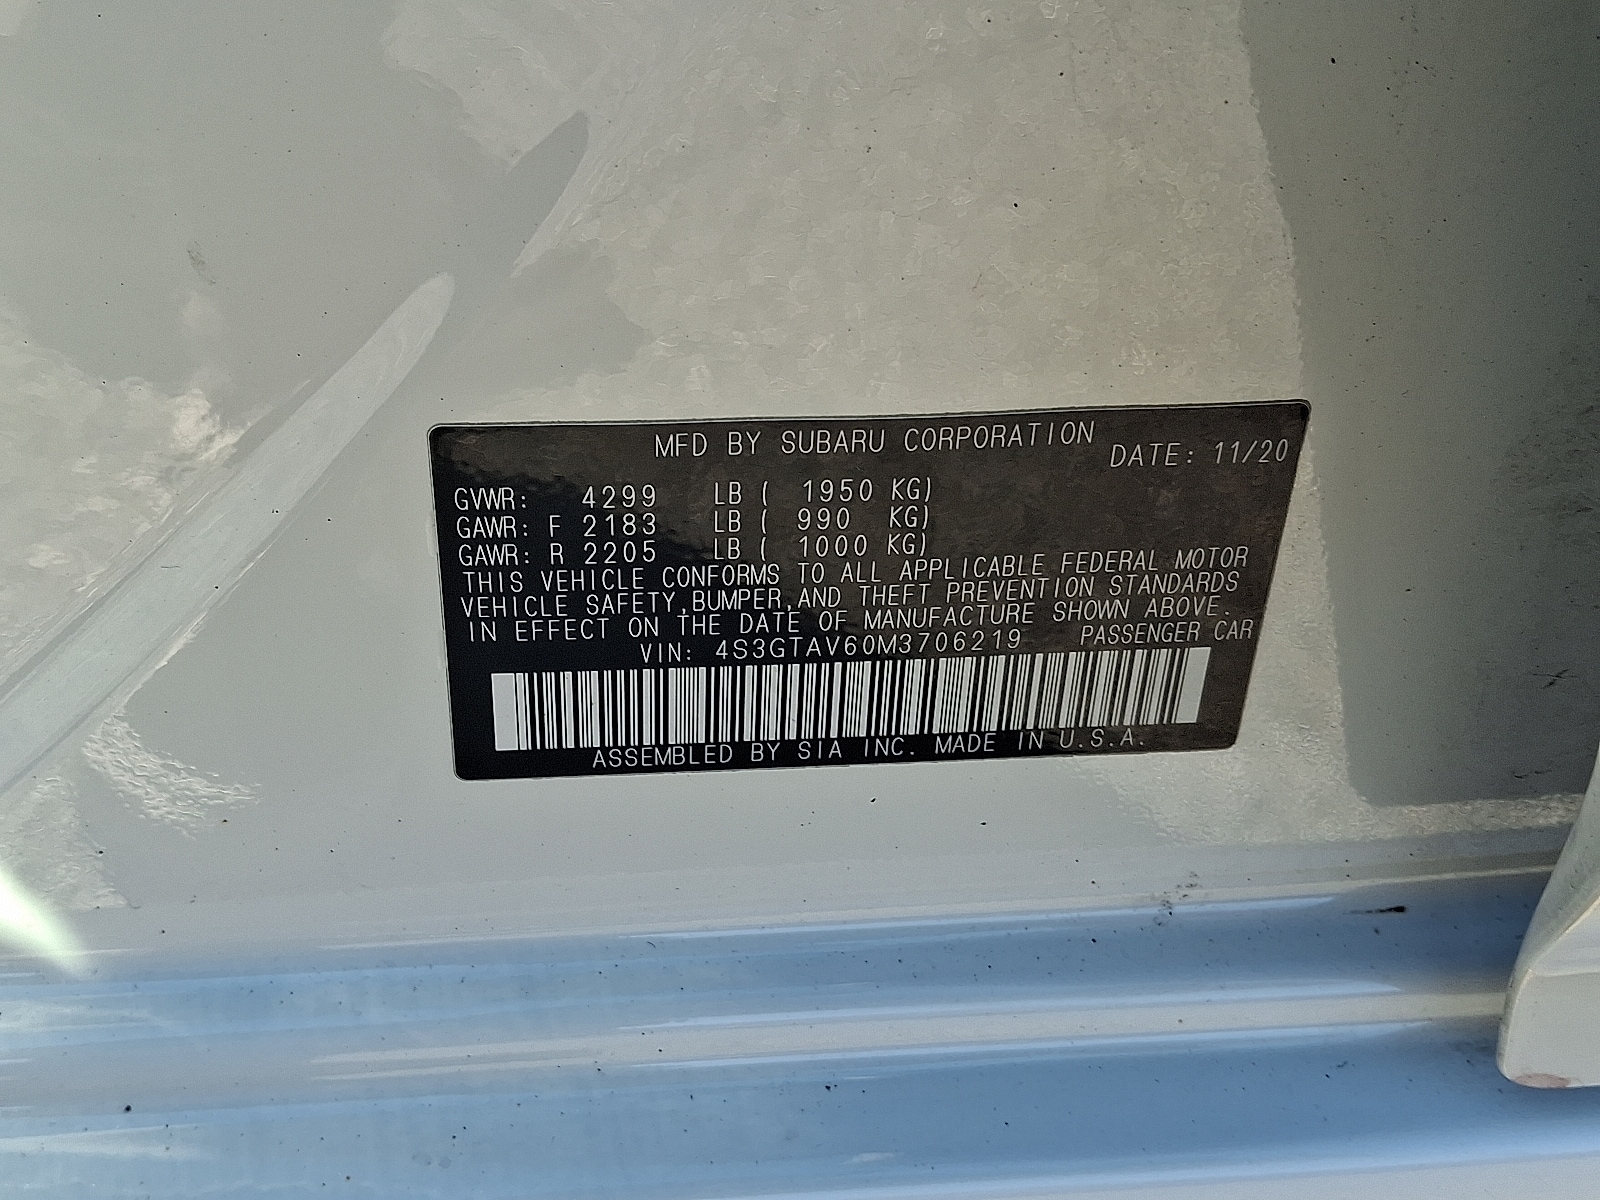 MFD BY SUBARU CORPORATION DATE: 11/20
GVWR: 4299 LB ( 1950 KG)
GAWR: F 2183 LB ( 990 KG)
GAWR: R 2205 LB ( 1000 KG)
THIS VEHICLE CONFORMS TO ALL APPLICABLE FEDERAL MOTOR
VEHICLE SAFETY,BUMPER,AND THEFT PREVENTION STANDARDS
IN EFFECT ON THE DATE OF MANUFACTURE SHOWN ABOVE.
VIN: 4S3GTAV60M3706219 PASSENGER CAR
ASSEMBLED BY SIA INC. MADE IN U.S.A.